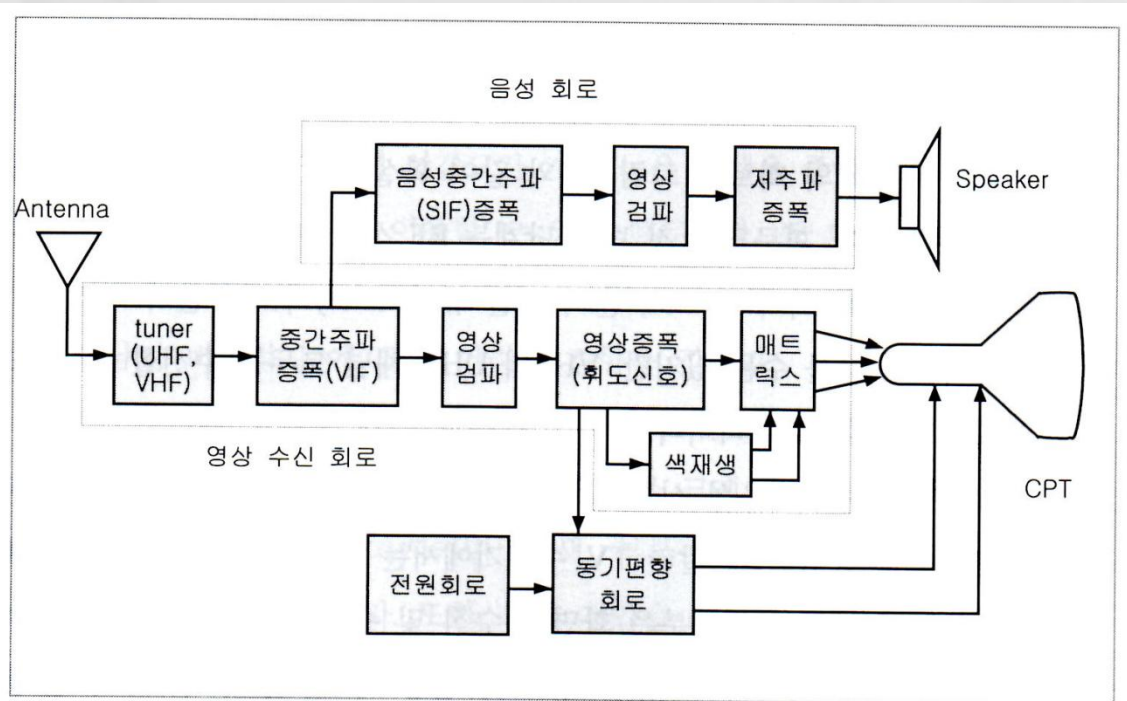 음성 회로
음성중간주파
(SIF)증폭
영상
검파
저주파
증폭
Speaker
Antenna
tuner
(UHF,
VHF)
중간주파
증폭(VIF)
영상
검파
영상증폭
(휘도신호)
매트
릭스
색재생
영상 수신 회로
CPT
전원회로
동기편향
회로